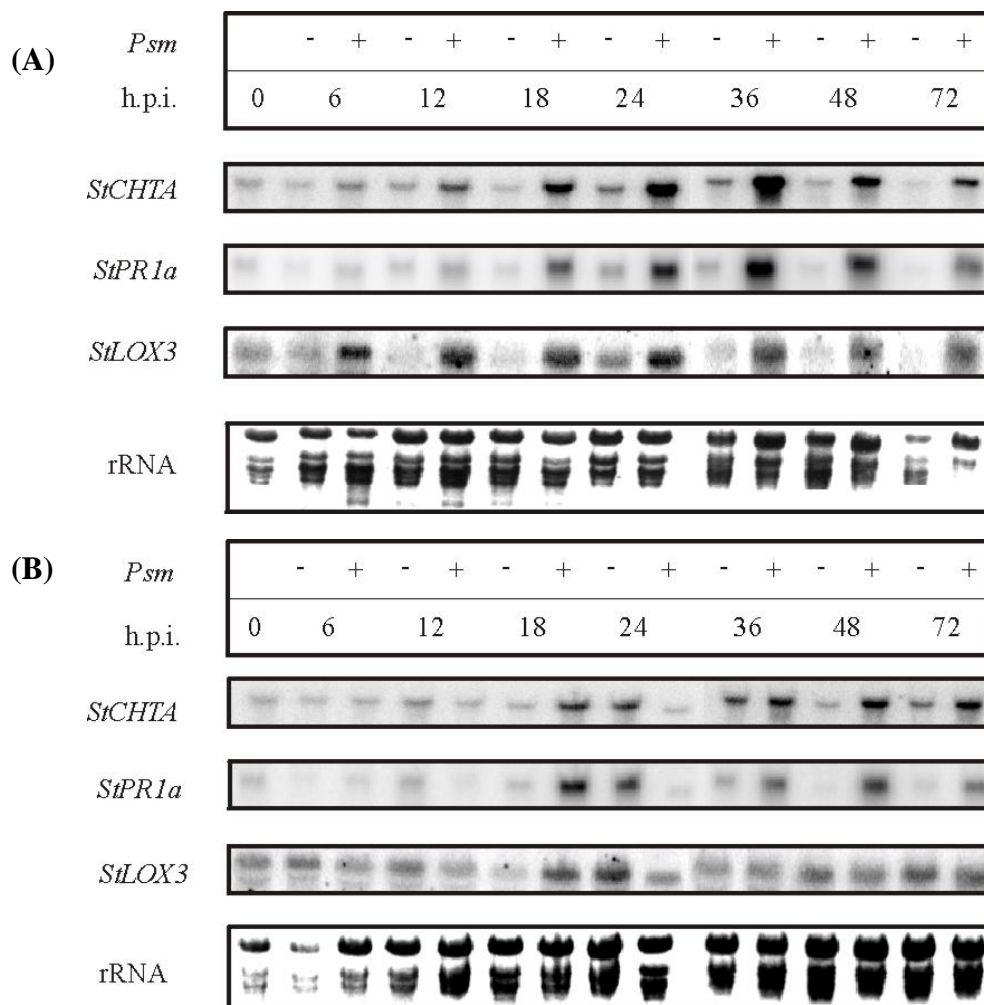 (A)
Psm - + - + - + - + - + - + - +
h.p.i. 0 6 12 18 24 36 48 72
StCHTA
StPR1a
StLOX3
rRNA
(B)
Psm - + - + - + - + - + - + - +
h.p.i. 0 6 12 18 24 36 48 72
StCHTA
StPR1a
StLOX3
rRNA